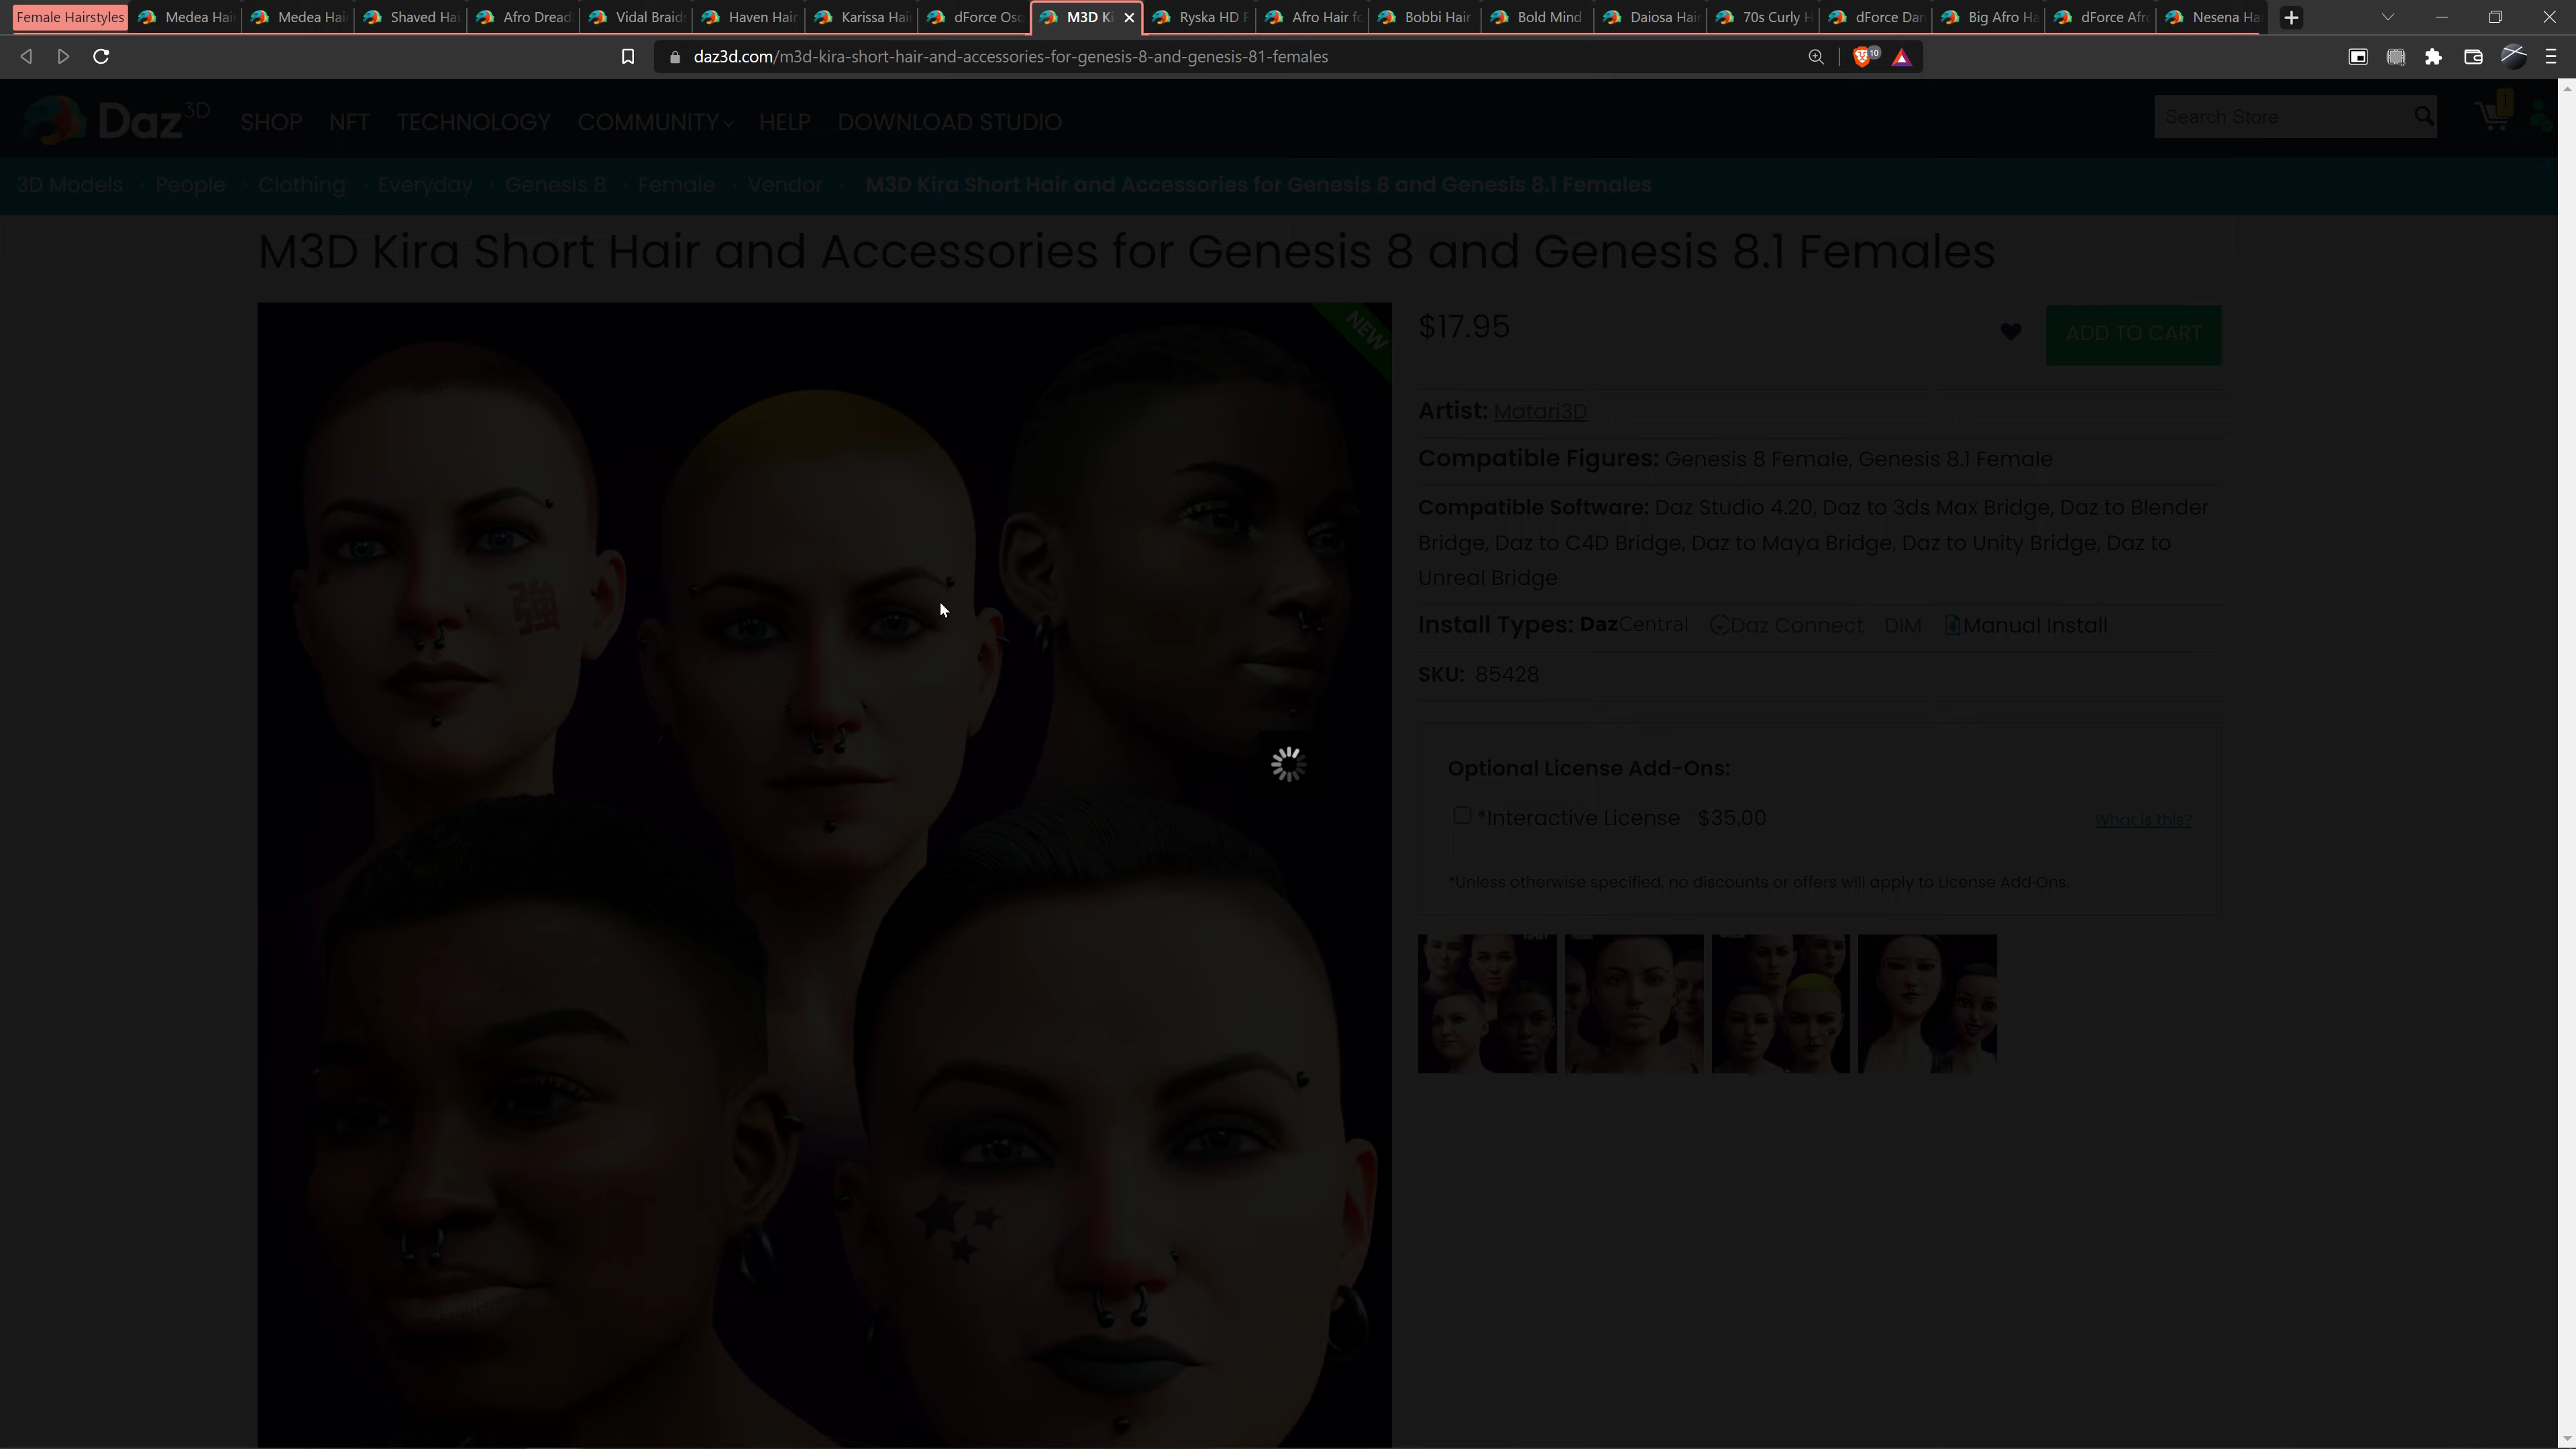 Female Hairstyles
Medea Hai
Medea Hai
Shaved Ha
Afro Dread
Vidal Braid
Haven Hair
Karissa Hai
dForce Osc
M3D Ki
Ryska HD F
Afro Hair fo
Bobbi Hair
Bold Mind
Daiosa Hair
70s Curly H
dForce Dar
Big Afro Ha
dForce Afr
Nesena Ha
daz3d.com/m3d-kira-short-hair-and-accessories-for-genesis-8-and-genesis-81-females
10
Daz 3D
SHOP NFT TECHNOLOGY COMMUNITY HELP DOWNLOAD STUDIO
Search Store
1
3D Models People Clothing Everyday Genesis 8 Female Vendor M3D Kira Short Hair and Accessories for Genesis 8 and Genesis 8.1 Females
M3D Kira Short Hair and Accessories for Genesis 8 and Genesis 8.1 Females
NEW
強
$17.95
ADD TO CART
Artist: Matari3D
Compatible Figures: Genesis 8 Female, Genesis 8.1 Female
Compatible Software: Daz Studio 4.20, Daz to 3ds Max Bridge, Daz to Blender
Bridge, Daz to C4D Bridge, Daz to Maya Bridge, Daz to Unity Bridge, Daz to
Unreal Bridge
Install Types: DazCentral Daz Connect DIM Manual Install
SKU: 85428
Optional License Add-Ons:
*Interactive License $35.00
What is this?
*Unless otherwise specified, no discounts or offers will apply to License Add-Ons.